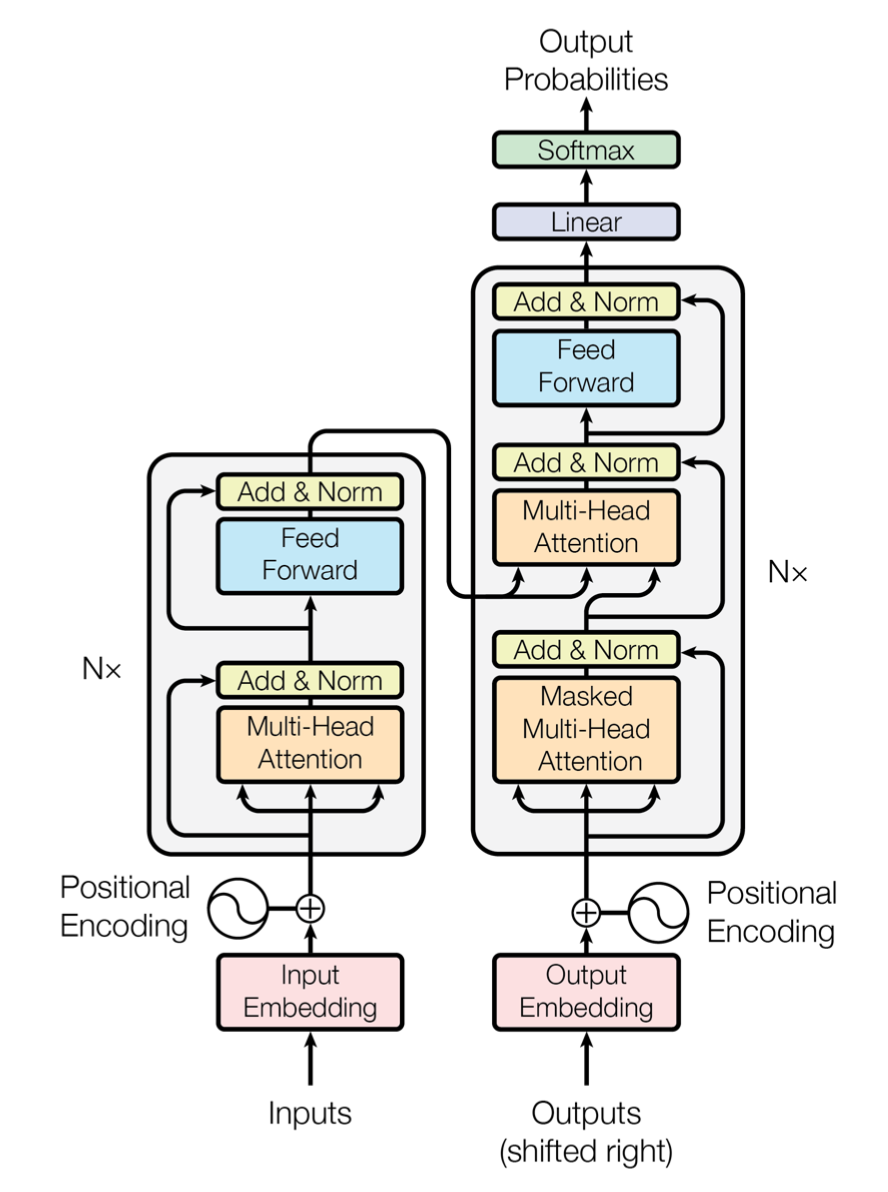 Output
Probabilities
Softmax
Linear
Add & Norm
Feed
Forward
Add & Norm
Multi-Head
Attention
Add & Norm
Masked
Multi-Head
Attention
N×
Positional
Encoding
Output
Embedding
Outputs
(shifted right)
Add & Norm
Feed
Forward
Add & Norm
Multi-Head
Attention
N×
Positional
Encoding
Input
Embedding
Inputs